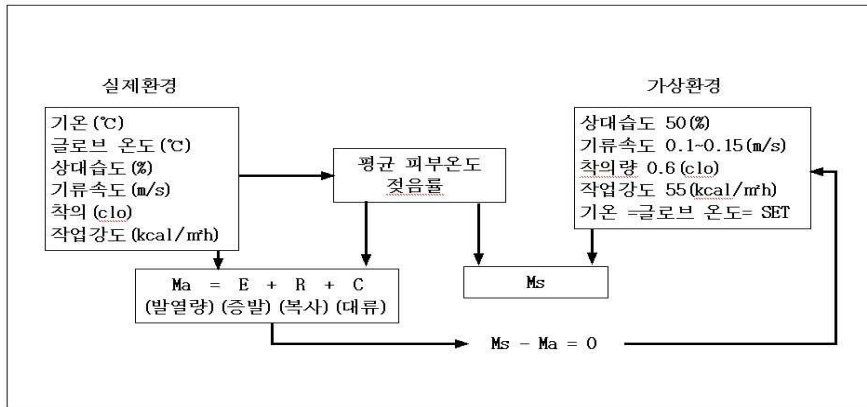 실제환경
기온(℃)
글로브 온도(℃)
상대습도(%)
기류속도(m/s)
착의(clo)
작업강도(kcal/㎡h)
평균 피부온도
젖음률
가상환경
상대습도 50(%)
기류속도 0.1~0.15(m/s)
착의량 0.6(clo)
작업강도 55(kcal/㎡h)
기온 =글로브 온도= SET
Ma = E + R + C
(발열량) (증발) (복사) (대류)
Ms
Ms - Ma = 0